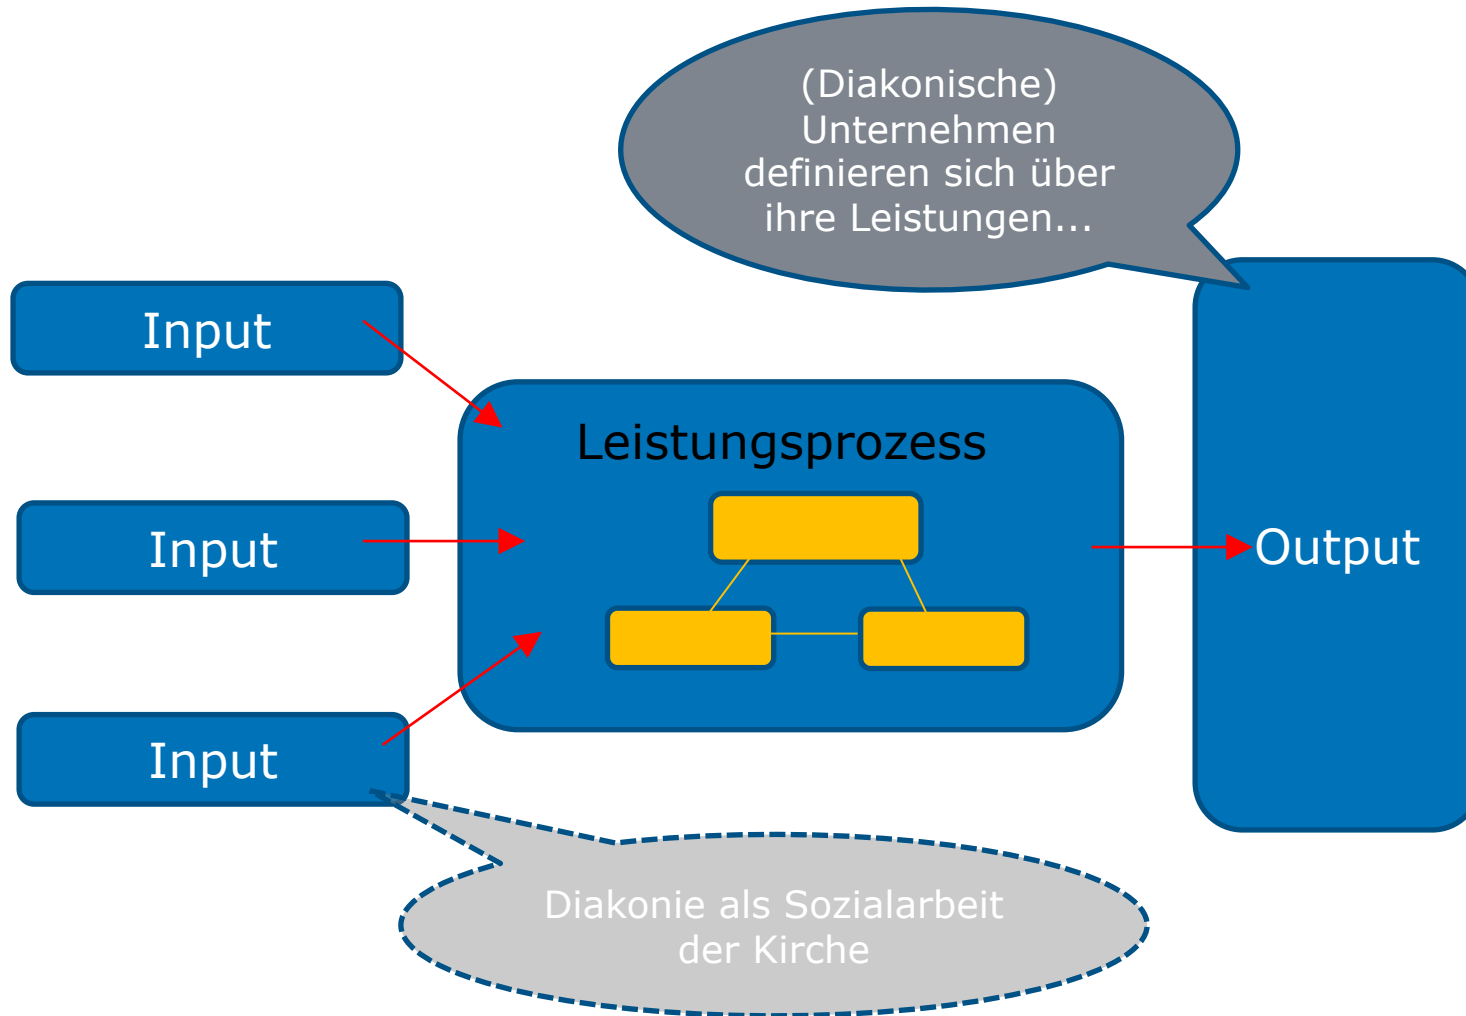 (Diakonische)
Unternehmen
definieren sich über
ihre Leistungen...
Input
Leistungsprozess
Input
Output
Input
Diakonie als Sozialarbeit
der Kirche